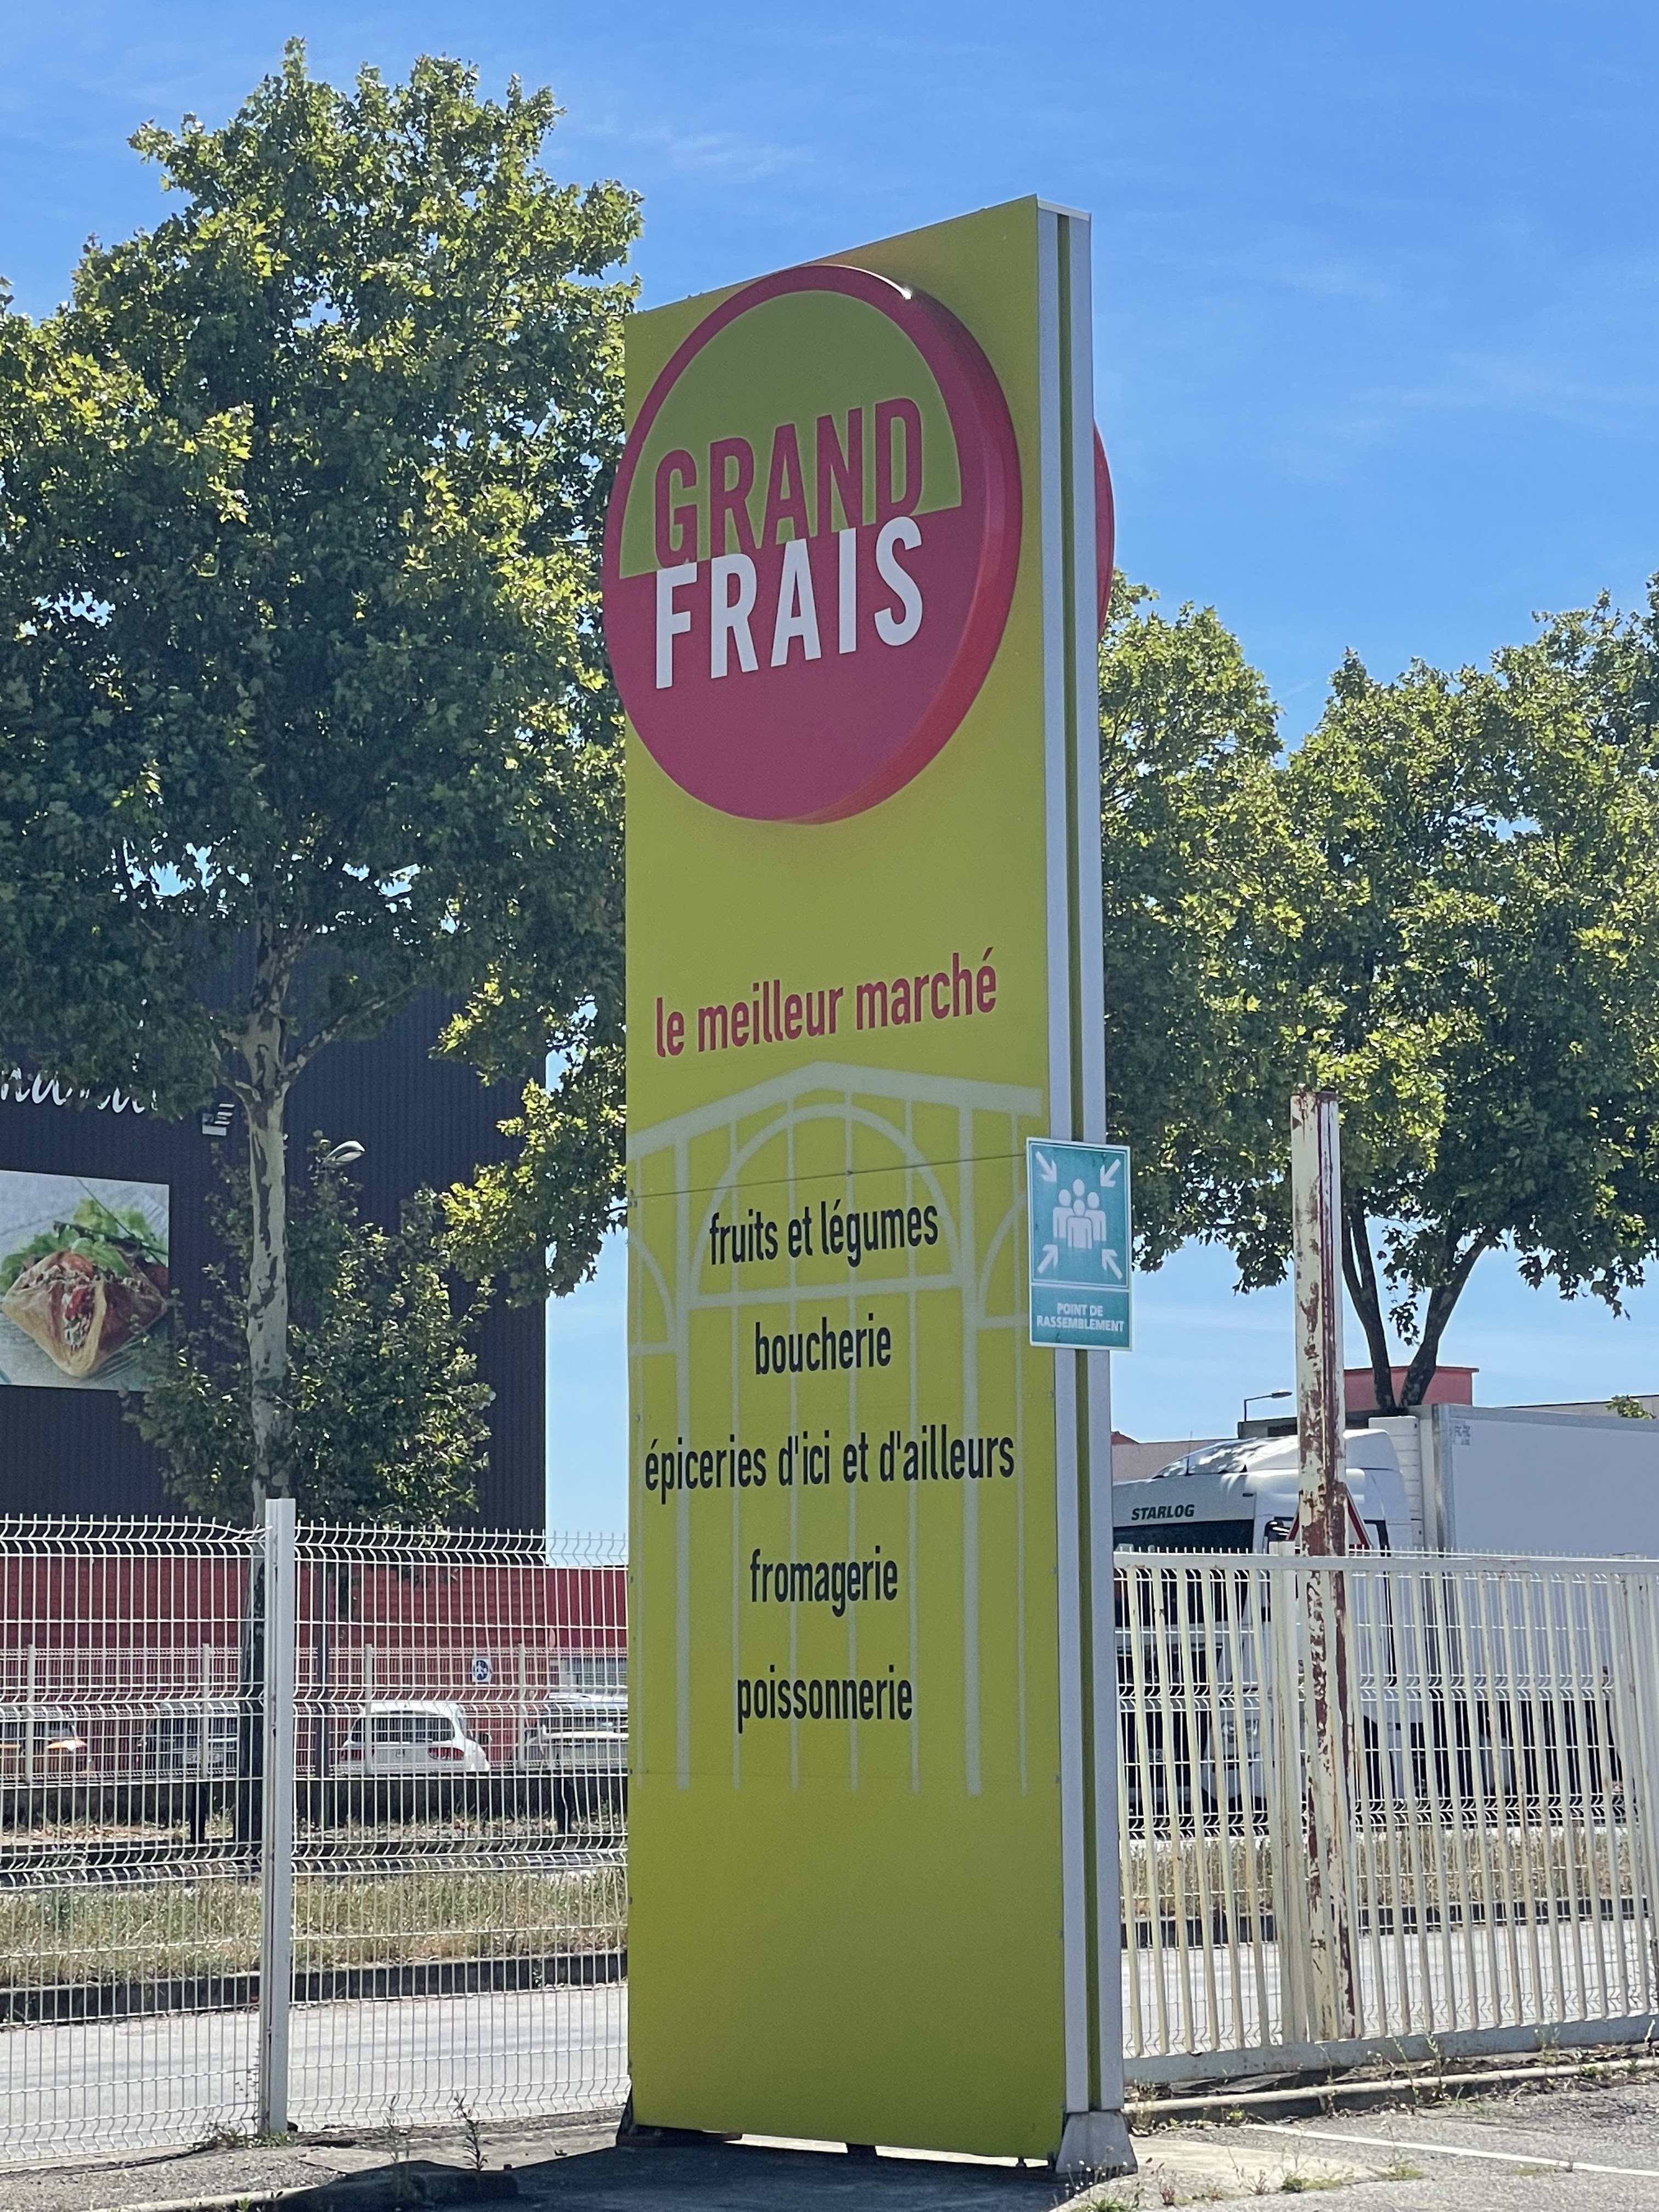 GRAND
FRAIS
le meilleur marché
fruits et légumes
boucherie
épiceries d'ici et d'ailleurs
fromagerie
poissonnerie
POINT DE
RASSEMBLEMENT
STARLOG